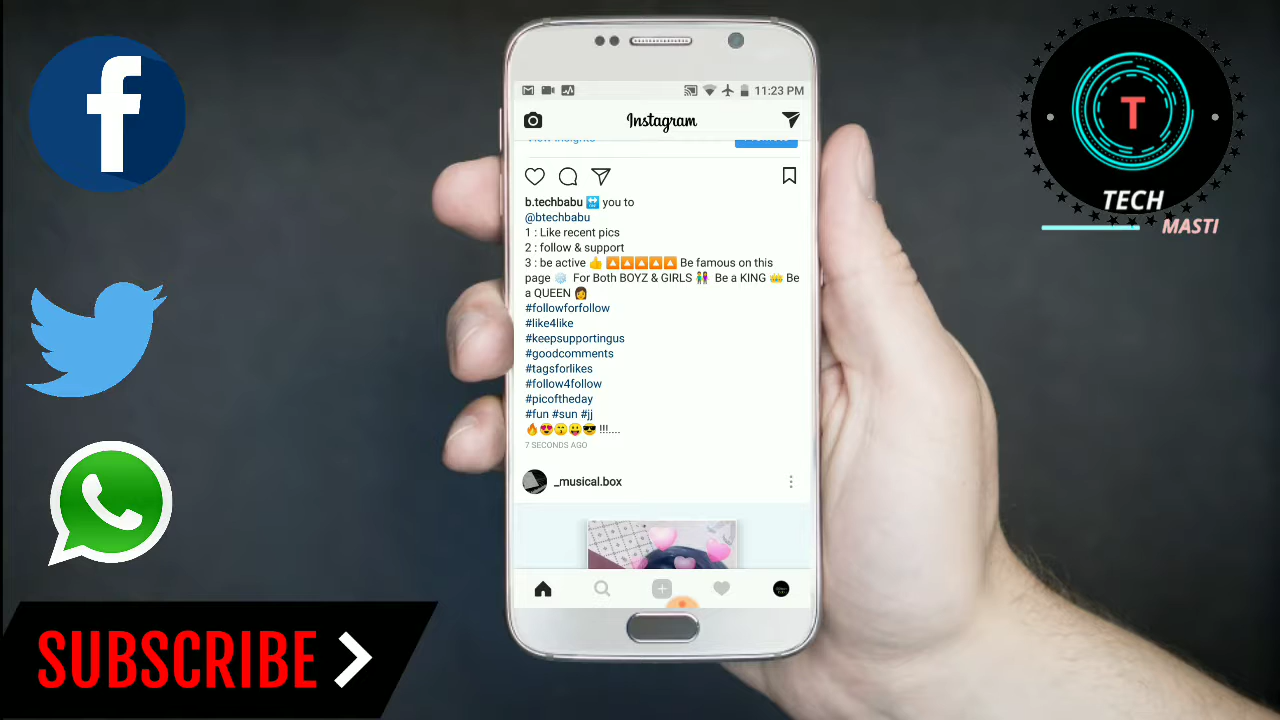 11:23 PM
Instagram
View Insights
b.techbabu you to
@btechbabu
1 : Like recent pics
2 : follow & support
3 : be active 👍 🔼🔼🔼🔼🔼 Be famous on this
page ❄️ For Both BOYZ & GIRLS 👫 Be a KING 👑 Be
a QUEEN 👩
#followforfollow
#like4like
#keepsupportingus
#goodcomments
#tagsforlikes
#follow4follow
#picoftheday
#fun #sun #jj
🔥😍😙😜😎 !!!....
7 SECONDS AGO
_musical.box
T
TECH
MASTI
SUBSCRIBE